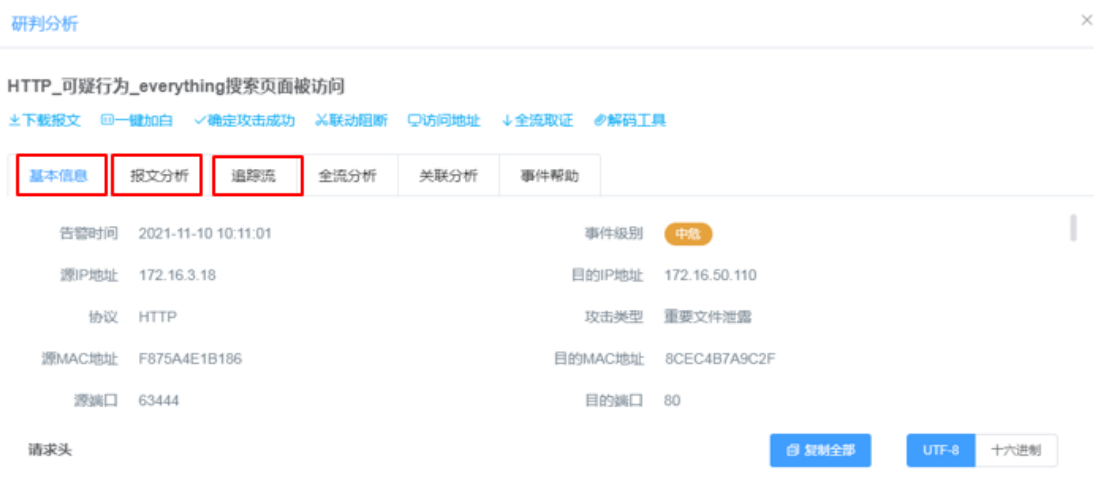 研判分析
HTTP_可疑行为_everything搜索页面被访问
下载报文 一键加白 确定攻击成功 联动阻断 访问地址 全流取证 解码工具
基本信息 报文分析 追踪流 全流分析 关联分析 事件帮助
告警时间 2021-11-10 10:11:01 事件级别 中危
源IP地址 172.16.3.18 目的IP地址 172.16.50.110
协议 HTTP 攻击类型 重要文件泄露
源MAC地址 F875A4E1B186 目的MAC地址 8CEC4B7A9C2F
源端口 63444 目的端口 80
请求头 复制全部 UTF-8 十六进制